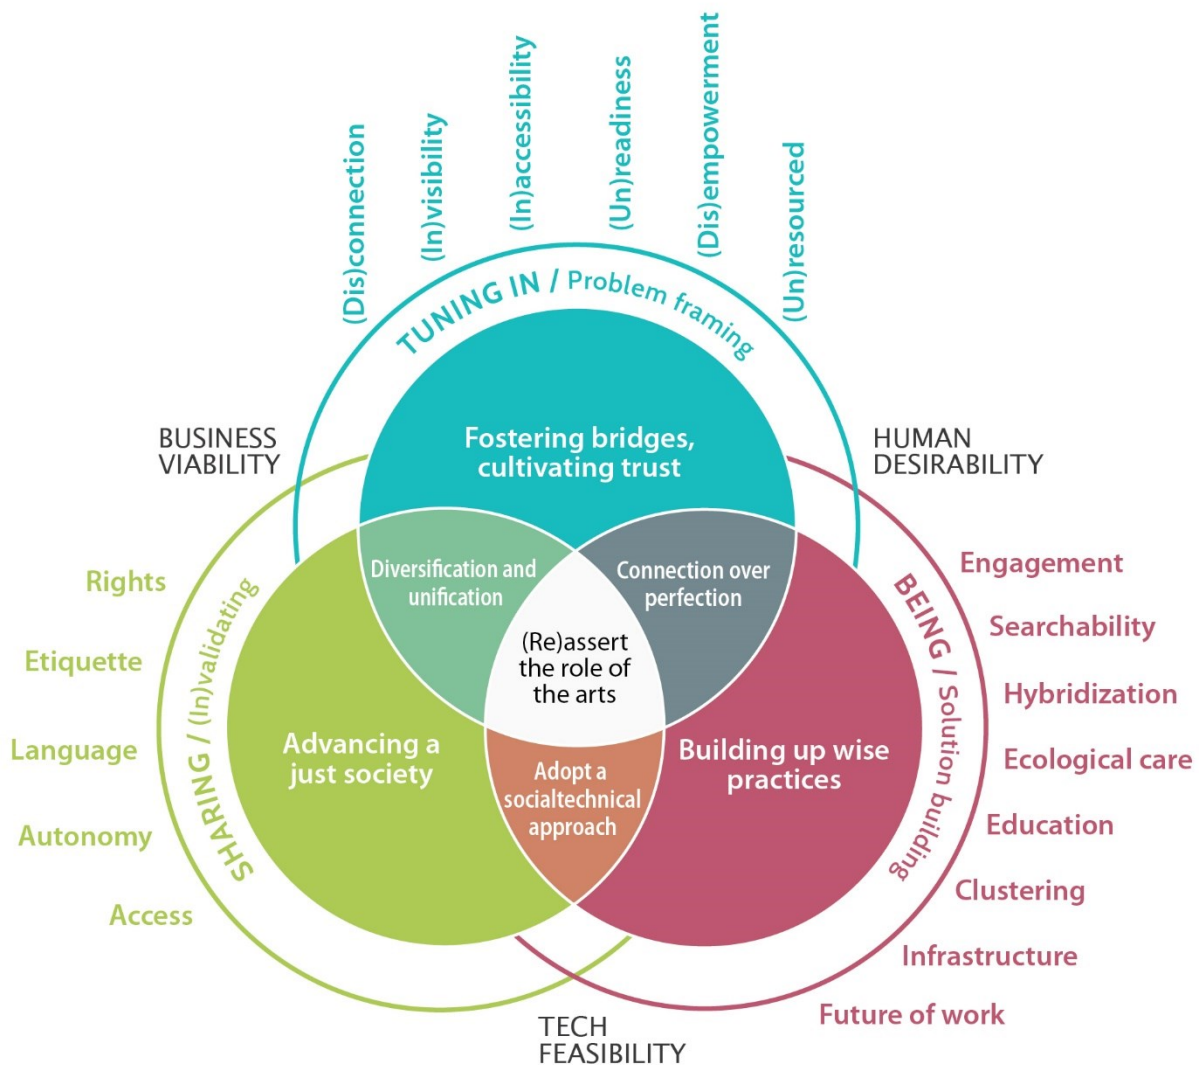 (Dis)connection
(In)visibility
(In)accessibility
(Un)readiness
(Dis)empowerment
(Un)resourced
TUNING IN / Problem framing
Fostering bridges,
cultivating trust
BUSINESS
VIABILITY
HUMAN
DESIRABILITY
Diversification and
unification
Connection over
perfection
(Re)assert
the role of
the arts
Advancing a
just society
Building up wise
practices
Adopt a
socialtechnical
approach
SHARING / (In)validating
Rights
Etiquette
Language
Autonomy
Access
BEING / Solution building
Engagement
Searchability
Hybridization
Ecological care
Education
Clustering
Infrastructure
Future of work
TECH
FEASIBILITY